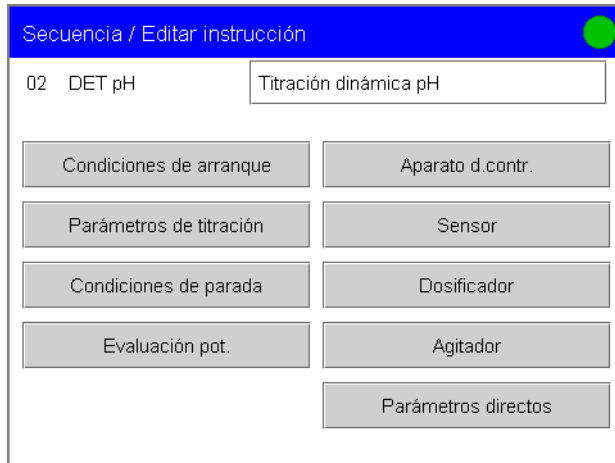 Secuencia / Editar instrucción
02 DET pH Titración dinámica pH
Condiciones de arranque Aparato d.contr.
Parámetros de titración Sensor
Condiciones de parada Dosificador
Evaluación pot. Agitador
Parámetros directos